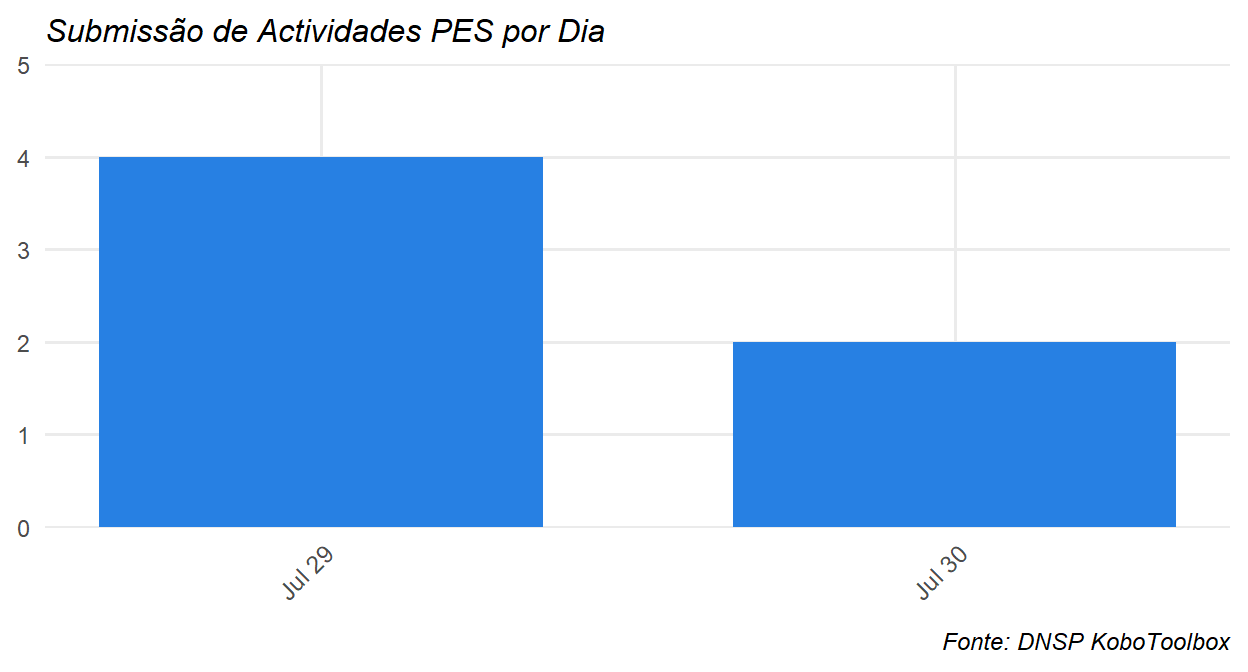 Submissão de Actividades PES por Dia
5
4
3
2
1
0
Jul 29
Jul 30
Fonte: DNSP KoboToolbox